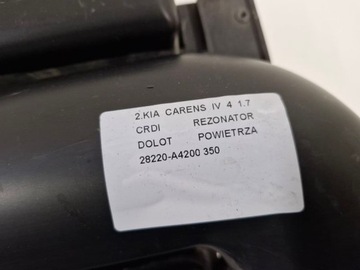 2.KIA CARENS IV 4 1.7
CRDI REZONATOR
DOLOT POWIETRZA
28220-A4200 350